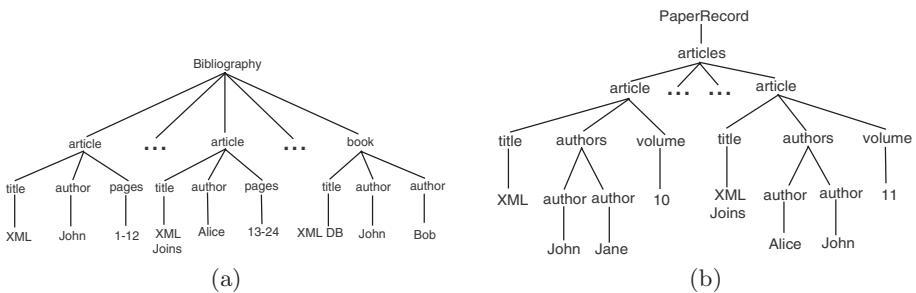 Bibliography
article ... article ... book
title author pages title author pages title author author
XML John 1-12 XML Joins Alice 13-24 XML DB John Bob
(a)
PaperRecord
articles
article ... ... article
title authors volume title authors volume
XML author author 10 XML Joins author author 11
John Jane Alice John
(b)